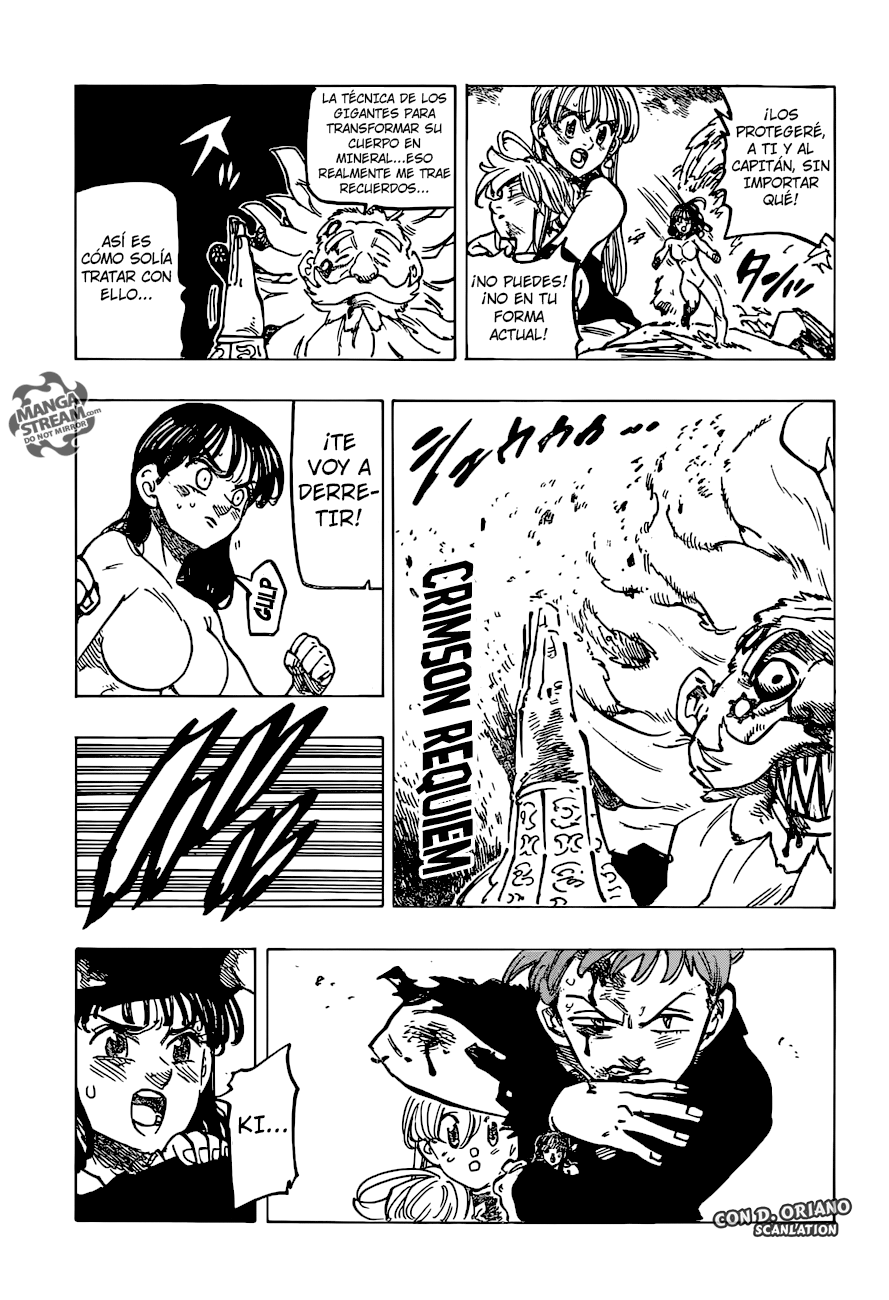 ¡LOS
PROTEGERÉ,
A TI Y AL
CAPITÁN, SIN
IMPORTAR
QUÉ!
¡NO PUEDES!
¡NO EN TU
FORMA
ACTUAL!
LA TÉCNICA DE LOS
GIGANTES PARA
TRANSFORMAR SU
CUERPO EN
MINERAL...ESO
REALMENTE ME TRAE
RECUERDOS...
ASÍ ES
CÓMO SOLÍA
TRATAR CON
ELLO...
MANGA
STREAM.com
DO NOT MIRROR!
CRIMSON REQUIEM
¡TE
VOY A
DERRE-
TIR!
GULP
KI...
CON D. ORIANO
SCANLATION